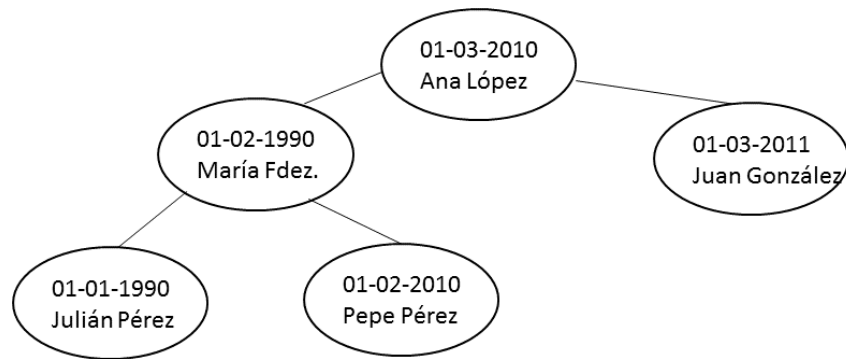 01-03-2010
Ana López
01-02-1990
María Fdez.
01-03-2011
Juan González
01-01-1990
Julián Pérez
01-02-2010
Pepe Pérez